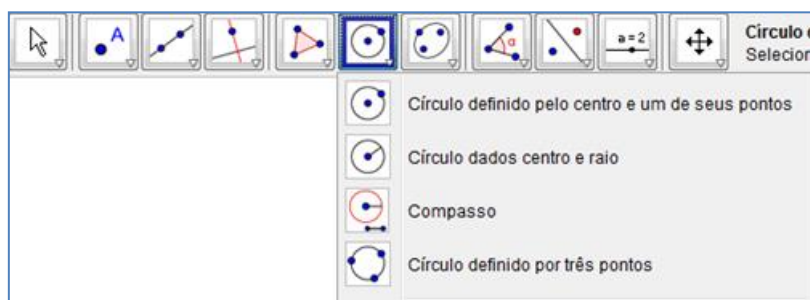 A
α
a = 2
Círculo
Selecion
Círculo definido pelo centro e um de seus pontos
Círculo dados centro e raio
Compasso
Círculo definido por três pontos